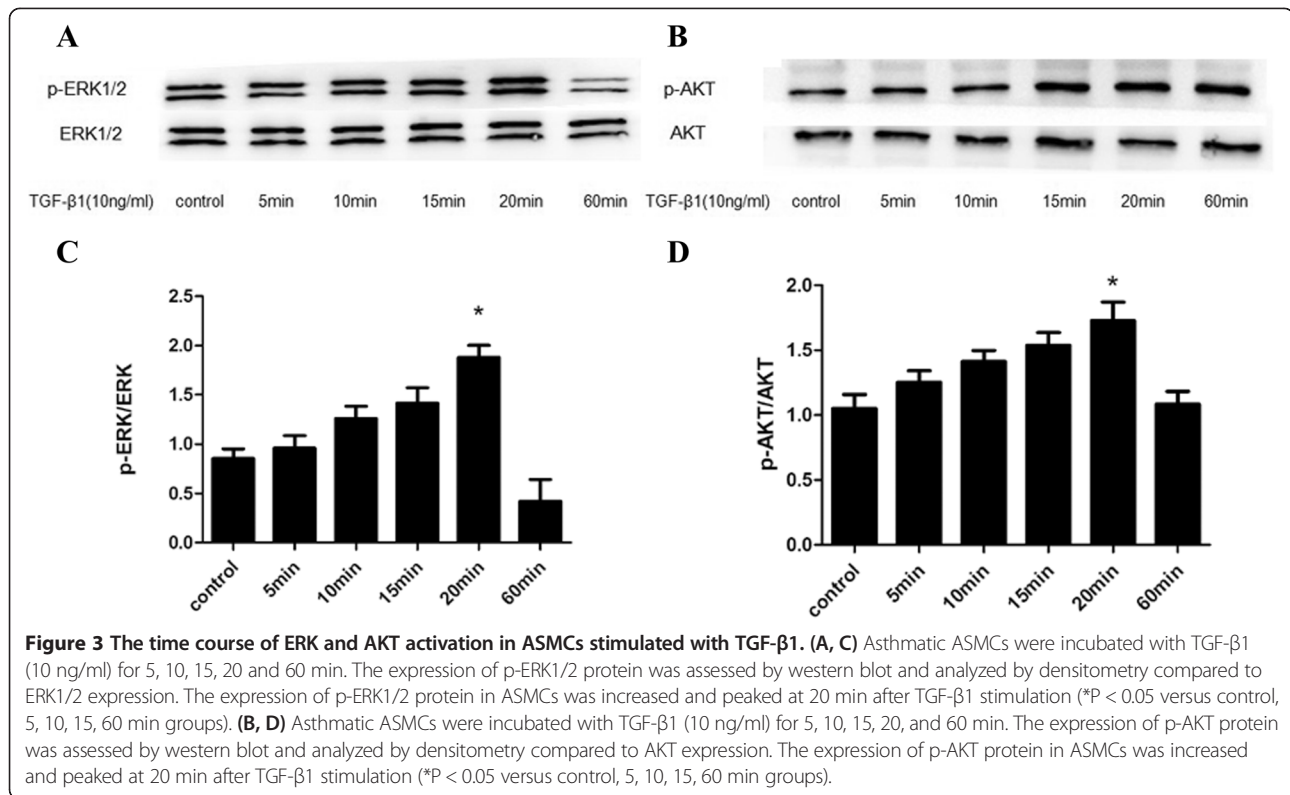 A
B
p-ERK1/2
p-AKT
ERK1/2
AKT
TGF-β1(10ng/ml) control 5min 10min 15min 20min 60min
TGF-β1(10ng/ml) control 5min 10min 15min 20min 60min
C
D
p-ERK/ERK
2.5
2.0
1.5
1.0
0.5
0.0
*
control 5min 10min 15min 20min 60min
p-AKT/AKT
2.0
1.5
1.0
0.5
0.0
*
control 5min 10min 15min 20min 60min
Figure 3 The time course of ERK and AKT activation in ASMCs stimulated with TGF-β1. (A, C) Asthmatic ASMCs were incubated with TGF-β1
(10 ng/ml) for 5, 10, 15, 20 and 60 min. The expression of p-ERK1/2 protein was assessed by western blot and analyzed by densitometry compared to
ERK1/2 expression. The expression of p-ERK1/2 protein in ASMCs was increased and peaked at 20 min after TGF-β1 stimulation (*P < 0.05 versus control,
5, 10, 15, 60 min groups). (B, D) Asthmatic ASMCs were incubated with TGF-β1 (10 ng/ml) for 5, 10, 15, 20, and 60 min. The expression of p-AKT protein
was assessed by western blot and analyzed by densitometry compared to AKT expression. The expression of p-AKT protein in ASMCs was increased
and peaked at 20 min after TGF-β1 stimulation (*P < 0.05 versus control, 5, 10, 15, 60 min groups).